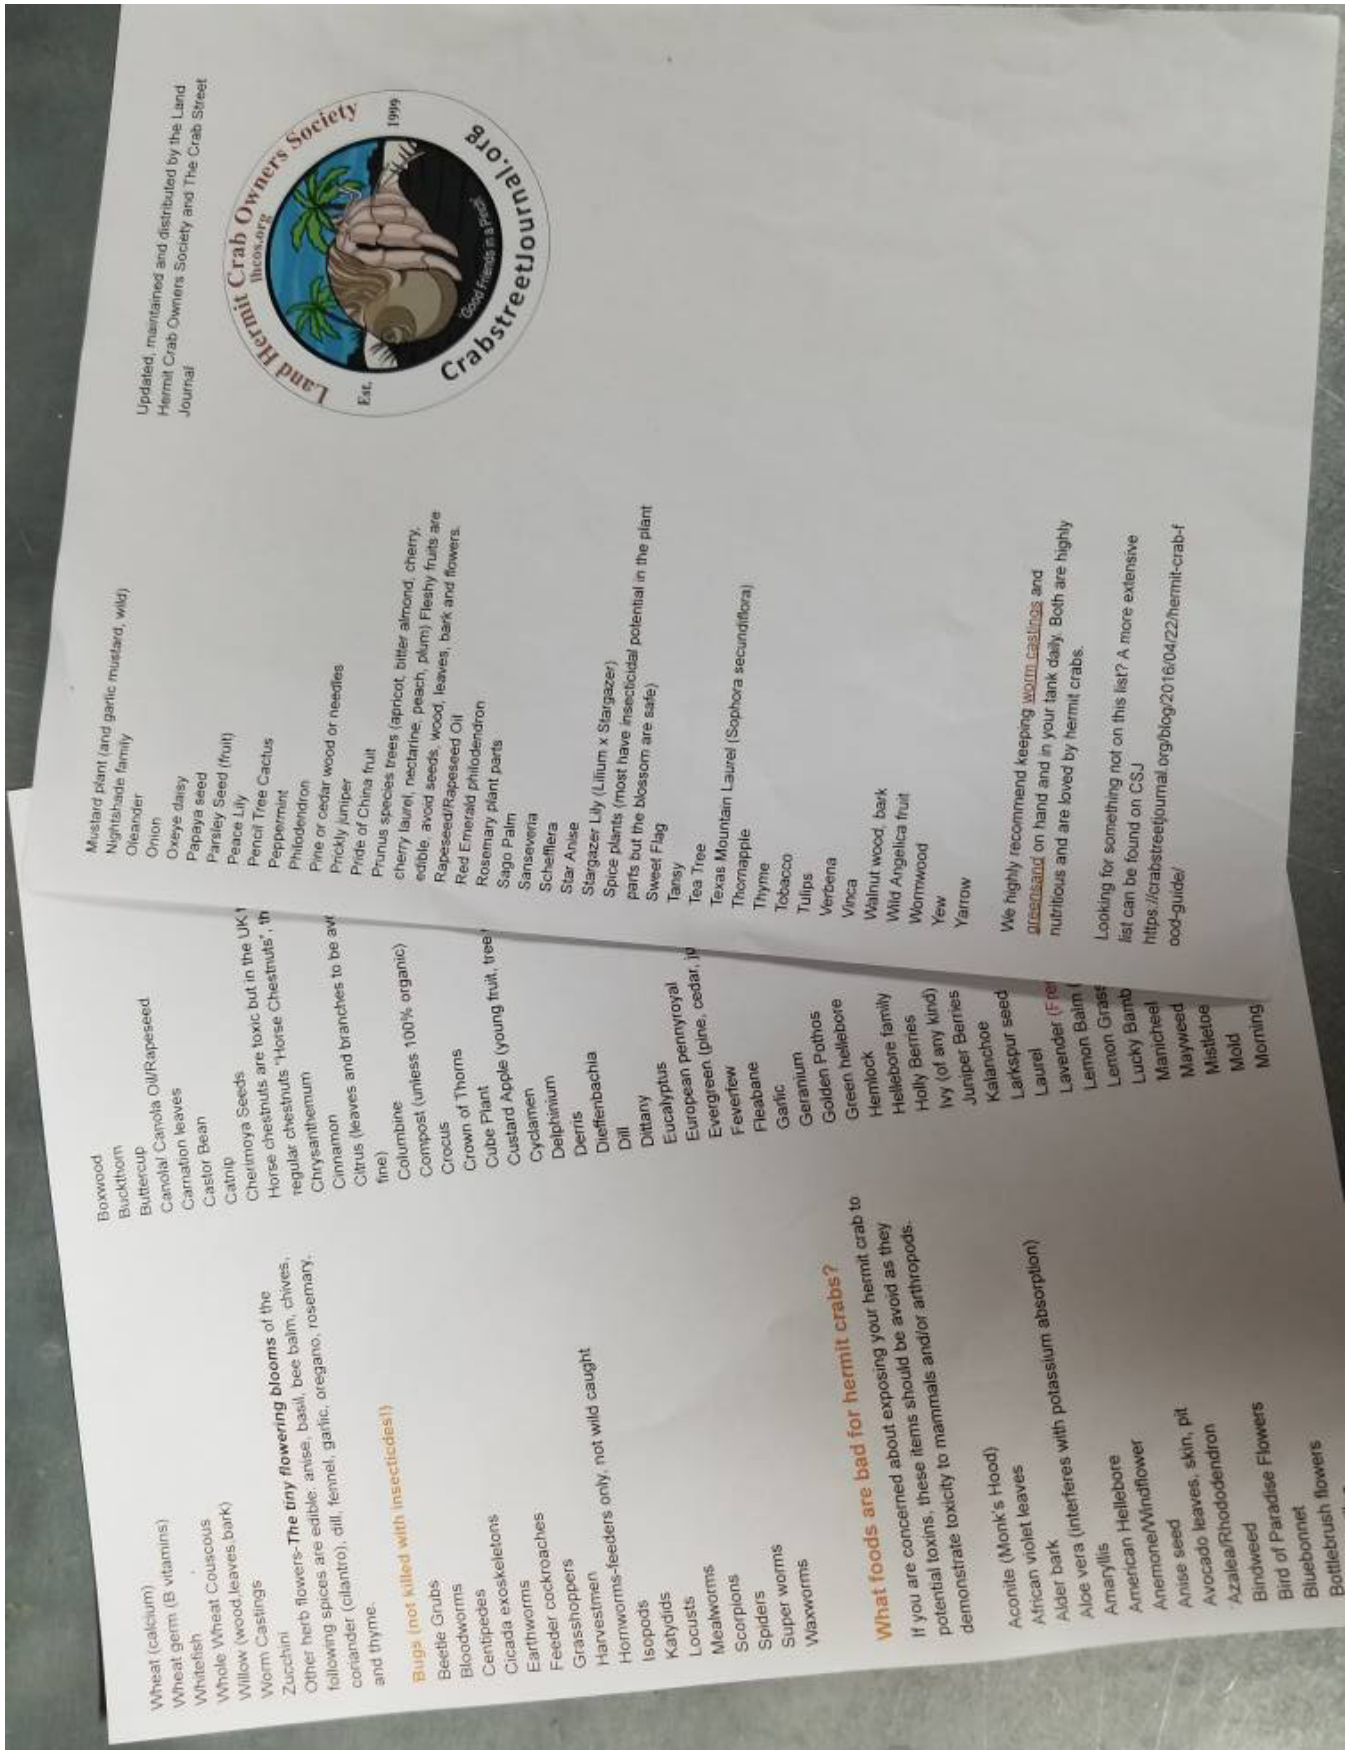 Wheat (calcium)
Wheat germ (B vitamins)
Whitefish
Whole Wheat Couscous
Willow (wood,leaves,bark)
Worm Castings
Zucchini
Other herb flowers-The tiny flowering blooms of the
following spices are edible: anise, basil, bee balm, chives,
coriander (cilantro), dill, fennel, garlic, oregano, rosemary,
and thyme.
Bugs (not killed with insecticdes!)
Beetle Grubs
Bloodworms
Centipedes
Cicada exoskeletons
Earthworms
Feeder cockroaches
Grasshoppers
Harvestmen
Hornworms-feeders only, not wild caught
Isopods
Katydids
Locusts
Mealworms
Scorpions
Spiders
Super worms
Waxworms
What foods are bad for hermit crabs?
If you are concerned about exposing your hermit crab to
potential toxins, these items should be avoid as they
demonstrate toxicity to mammals and/or arthropods.
Aconite (Monk's Hood)
African violet leaves
Alder bark
Aloe vera (interferes with potassium absorption)
Amaryllis
American Hellebore
Anemone/Windflower
Anise seed
Avocado leaves, skin, pit
Azalea/Rhododendron
Bindweed
Bird of Paradise Flowers
Bluebonnet
Bottlebrush flowers
Boxwood
Buckthorn
Buttercup
Canola/ Canola Oil/Rapeseed
Carnation leaves
Castor Bean
Catnip
Cherimoya Seeds
Horse chestnuts are toxic but in the UK
regular chestnuts "Horse Chestnuts", th
Chrysanthemum
Cinnamon
Citrus (leaves and branches to be av
fine)
Columbine
Compost (unless 100% organic)
Crocus
Crown of Thorns
Cube Plant
Custard Apple (young fruit, tree
Cyclamen
Delphinium
Derris
Dieffenbachia
Dill
Dittany
Eucalyptus
European pennyroyal
Evergreen (pine, cedar, ju
Feverfew
Fleabane
Garlic
Geranium
Golden Pothos
Green hellebore
Hemlock
Hellebore family
Holly Berries
Ivy (of any kind)
Juniper Berries
Kalanchoe
Larkspur seed
Laurel
Lavender (Fre
Lemon Balm (
Lemon Grass
Lucky Bamb
Manicheel
Mayweed
Mistletoe
Mold
Morning
Mustard plant (and garlic mustard, wild)
Nightshade family
Oleander
Onion
Oxeye daisy
Papaya seed
Parsley Seed (fruit)
Peace Lily
Pencil Tree Cactus
Peppermint
Philodendron
Pine or cedar wood or needles
Prickly juniper
Pride of China fruit
Prunus species trees (apricot, bitter almond, cherry,
cherry laurel, nectarine, peach, plum) Fleshy fruits are
edible, avoid seeds, wood, leaves, bark and flowers.
Rapeseed/Rapeseed Oil
Red Emerald philodendron
Rosemary plant parts
Sago Palm
Sanseveria
Schefflera
Star Anise
Stargazer Lily (Lilium x Stargazer)
Spice plants (most have insecticidal potential in the plant
parts but the blossom are safe)
Sweet Flag
Tansy
Tea Tree
Texas Mountain Laurel (Sophora secundiflora)
Thornapple
Thyme
Tobacco
Tulips
Verbena
Vinca
Walnut wood, bark
Wild Angelica fruit
Wormwood
Yew
Yarrow
We highly recommend keeping worm castings and
greensand on hand and in your tank daily. Both are highly
nutritious and are loved by hermit crabs.
Looking for something not on this list? A more extensive
list can be found on CSJ
https://crabstreetjournal.org/blog/2016/04/22/hermit-crab-f
ood-guide/
Updated, maintained and distributed by the Land
Hermit Crab Owners Society and The Crab Street
Journal
Land Hermit Crab Owners Society
lhcos.org
Est. 1999
"Good Friends in a Pinch"
CrabstreetJournal.org